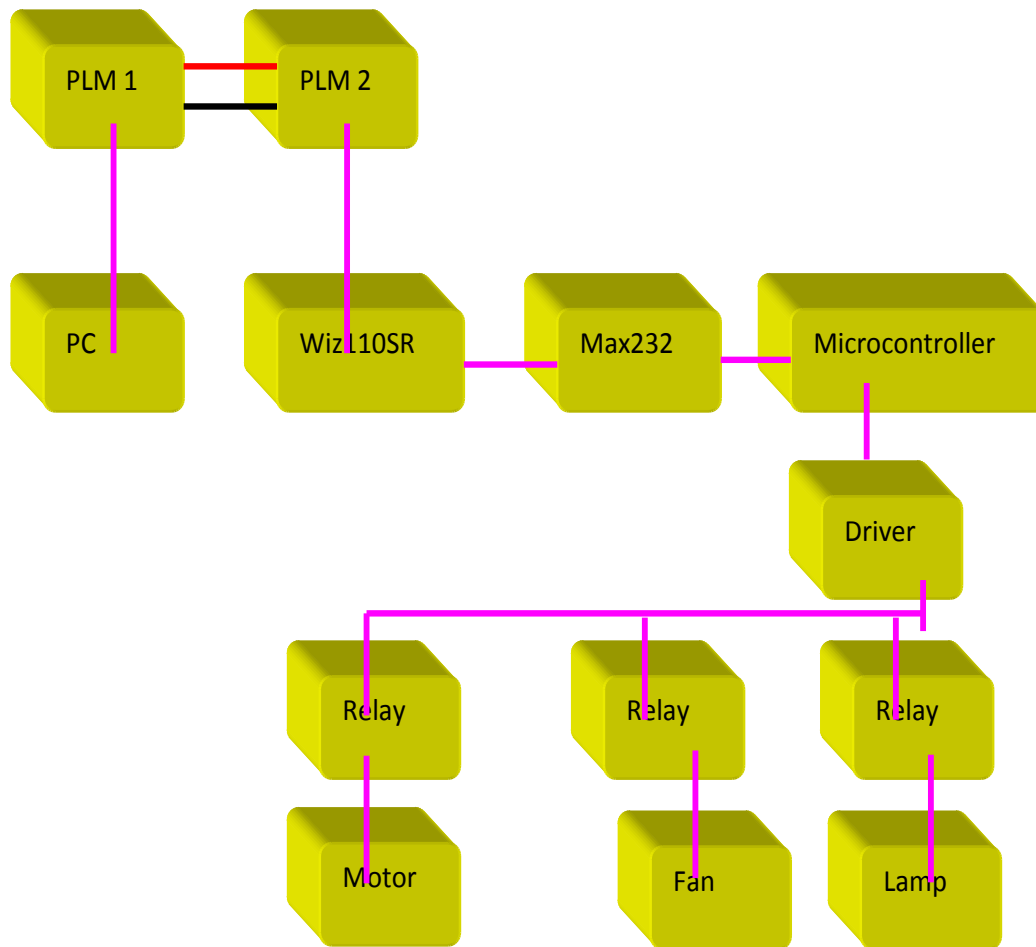 PLM 1
PLM 2
PC
Wiz110SR
Max232
Microcontroller
Driver
Relay
Relay
Relay
Motor
Fan
Lamp